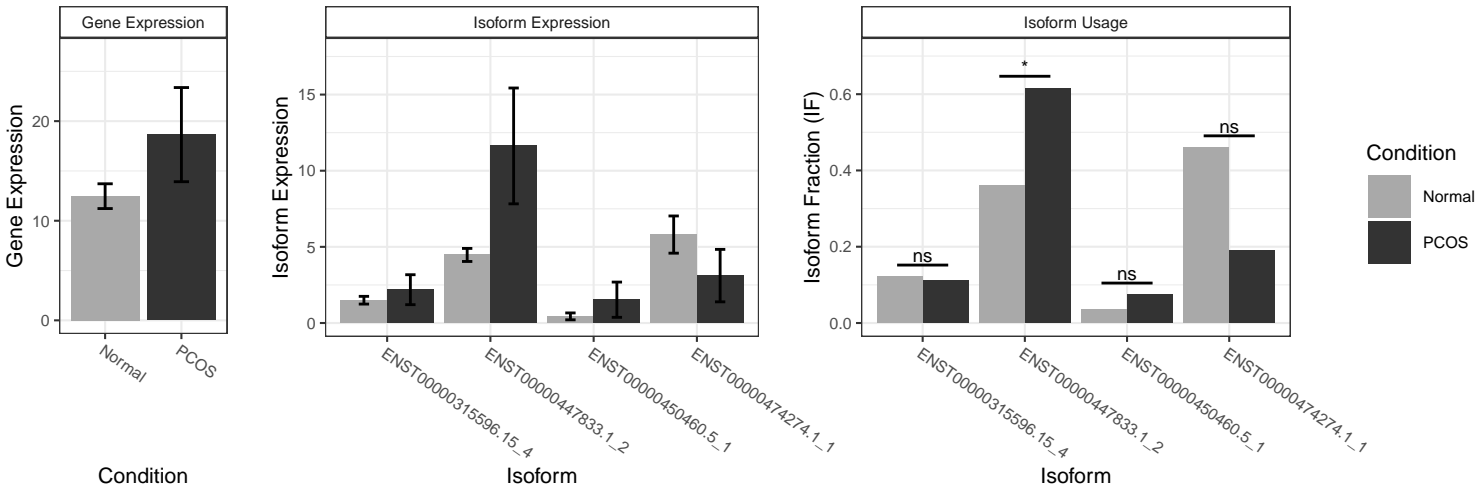 Gene Expression
Gene Expression
0
10
20
Normal
PCOS
Condition
Isoform Expression
Isoform Expression
0
5
10
15
ENST00000315596.15_4
ENST00000447833.1_2
ENST00000450460.5_1
ENST00000474274.1_1
Isoform
Isoform Usage
Isoform Fraction (IF)
0.0
0.2
0.4
0.6
ns
*
ns
ns
ENST00000315596.15_4
ENST00000447833.1_2
ENST00000450460.5_1
ENST00000474274.1_1
Isoform
Condition
Normal
PCOS